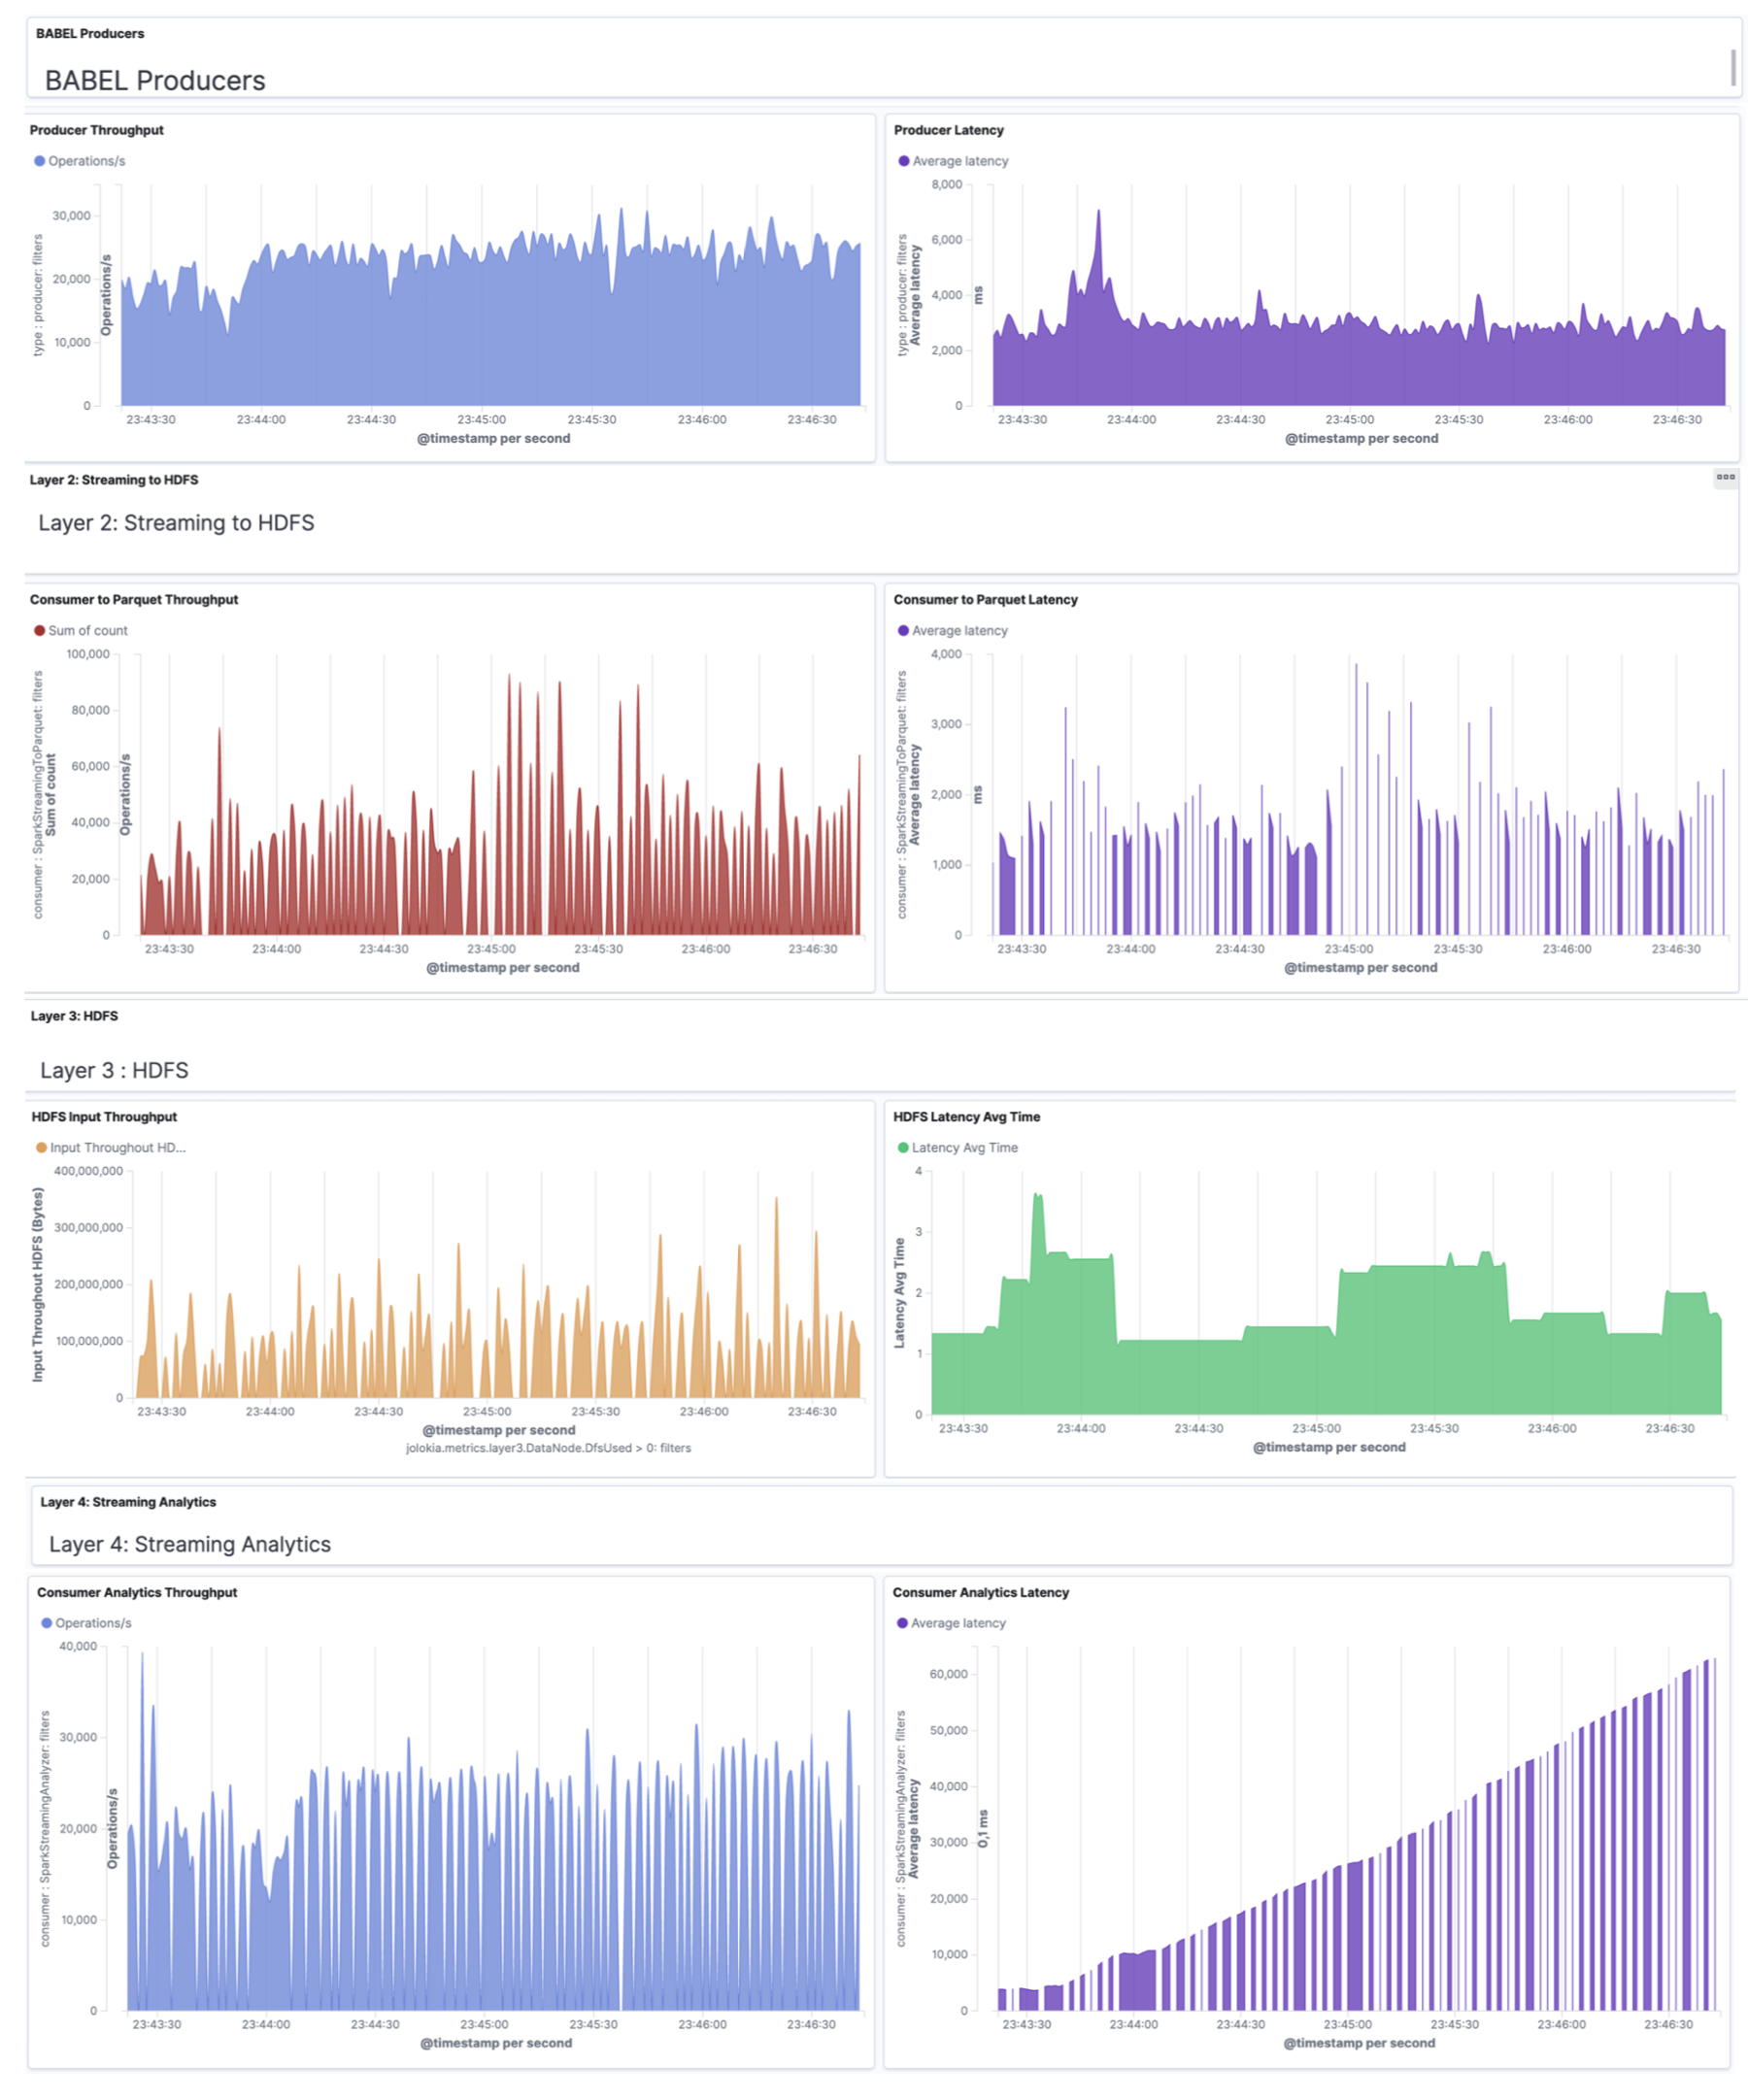 BABEL Producers
BABEL Producers
Producer Throughput
Operations/s
30,000
20,000
10,000
0
type : producer: filters
Operations/s
23:43:30 23:44:00 23:44:30 23:45:00 23:45:30 23:46:00 23:46:30
@timestamp per second
Producer Latency
Average latency
8,000
6,000
4,000
2,000
0
type : producer: filters
Average latency
ms
23:43:30 23:44:00 23:44:30 23:45:00 23:45:30 23:46:00 23:46:30
@timestamp per second
Layer 2: Streaming to HDFS
Layer 2: Streaming to HDFS
Consumer to Parquet Throughput
Sum of count
100,000
80,000
60,000
40,000
20,000
0
consumer : SparkStreamingToParquet: filters
Sum of count
Operations/s
23:43:30 23:44:00 23:44:30 23:45:00 23:45:30 23:46:00 23:46:30
@timestamp per second
Consumer to Parquet Latency
Average latency
4,000
3,000
2,000
1,000
0
consumer : SparkStreamingToParquet: filters
Average latency
ms
23:43:30 23:44:00 23:44:30 23:45:00 23:45:30 23:46:00 23:46:30
@timestamp per second
Layer 3: HDFS
Layer 3 : HDFS
HDFS Input Throughput
Input Throughout HD...
400,000,000
300,000,000
200,000,000
100,000,000
0
Input Throughout HDFS (Bytes)
23:43:30 23:44:00 23:44:30 23:45:00 23:45:30 23:46:00 23:46:30
@timestamp per second
jolokia.metrics.layer3.DataNode.DfsUsed > 0: filters
HDFS Latency Avg Time
Latency Avg Time
4
3
2
1
0
Latency Avg Time
23:43:30 23:44:00 23:44:30 23:45:00 23:45:30 23:46:00 23:46:30
@timestamp per second
Layer 4: Streaming Analytics
Layer 4: Streaming Analytics
Consumer Analytics Throughput
Operations/s
40,000
30,000
20,000
10,000
0
consumer : SparkStreamingAnalyzer: filters
Operations/s
23:43:30 23:44:00 23:44:30 23:45:00 23:45:30 23:46:00 23:46:30
@timestamp per second
Consumer Analytics Latency
Average latency
60,000
50,000
40,000
30,000
20,000
10,000
0
consumer : SparkStreamingAnalyzer: filters
Average latency
0,1 ms
23:43:30 23:44:00 23:44:30 23:45:00 23:45:30 23:46:00 23:46:30
@timestamp per second